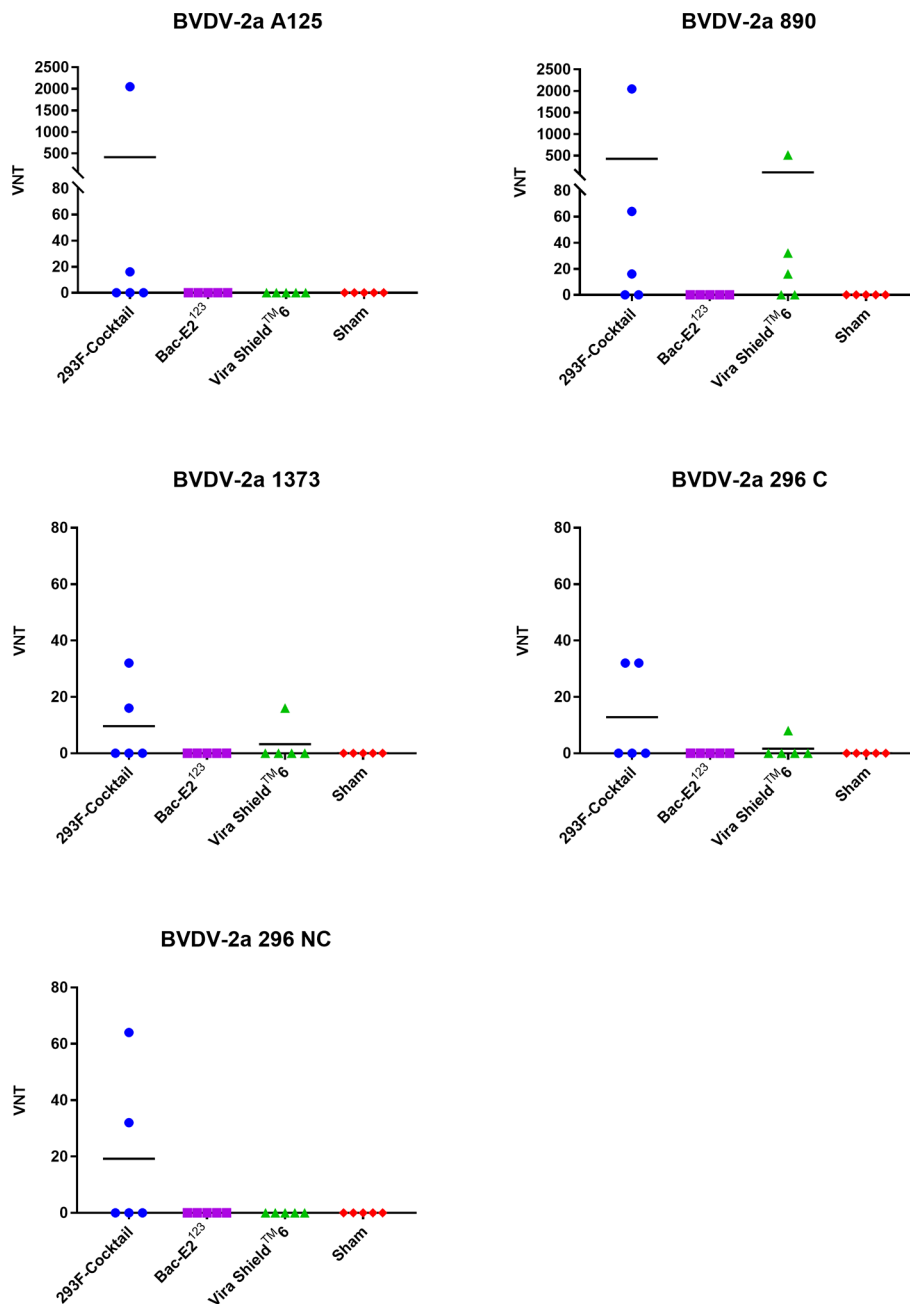 BVDV-2a A125
VNT
2500
2000
1500
1000
500
80
60
40
20
0
293F-Cocktail
Bac-E2¹²³
Vira Shield™6
Sham
BVDV-2a 890
VNT
2500
2000
1500
1000
500
80
60
40
20
0
293F-Cocktail
Bac-E2¹²³
Vira Shield™6
Sham
BVDV-2a 1373
VNT
80
60
40
20
0
293F-Cocktail
Bac-E2¹²³
Vira Shield™6
Sham
BVDV-2a 296 C
VNT
80
60
40
20
0
293F-Cocktail
Bac-E2¹²³
Vira Shield™6
Sham
BVDV-2a 296 NC
VNT
80
60
40
20
0
293F-Cocktail
Bac-E2¹²³
Vira Shield™6
Sham